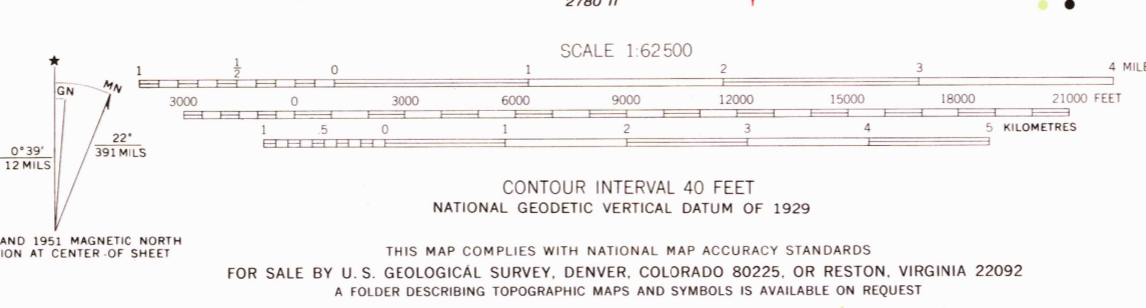 SCALE 1:62500
1 1/2 0 1 2 3 4 MILE
3000 0 3000 6000 9000 12000 15000 18000 21000 FEET
1 .5 0 1 2 3 4 5 KILOMETRES
GN MN
0°39′ 22°
12 MILS 391 MILS
CONTOUR INTERVAL 40 FEET
NATIONAL GEODETIC VERTICAL DATUM OF 1929
AND 1951 MAGNETIC NORTH
ION AT CENTER OF SHEET
THIS MAP COMPLIES WITH NATIONAL MAP ACCURACY STANDARDS
FOR SALE BY U. S. GEOLOGICAL SURVEY, DENVER, COLORADO 80225, OR RESTON, VIRGINIA 22092
A FOLDER DESCRIBING TOPOGRAPHIC MAPS AND SYMBOLS IS AVAILABLE ON REQUEST